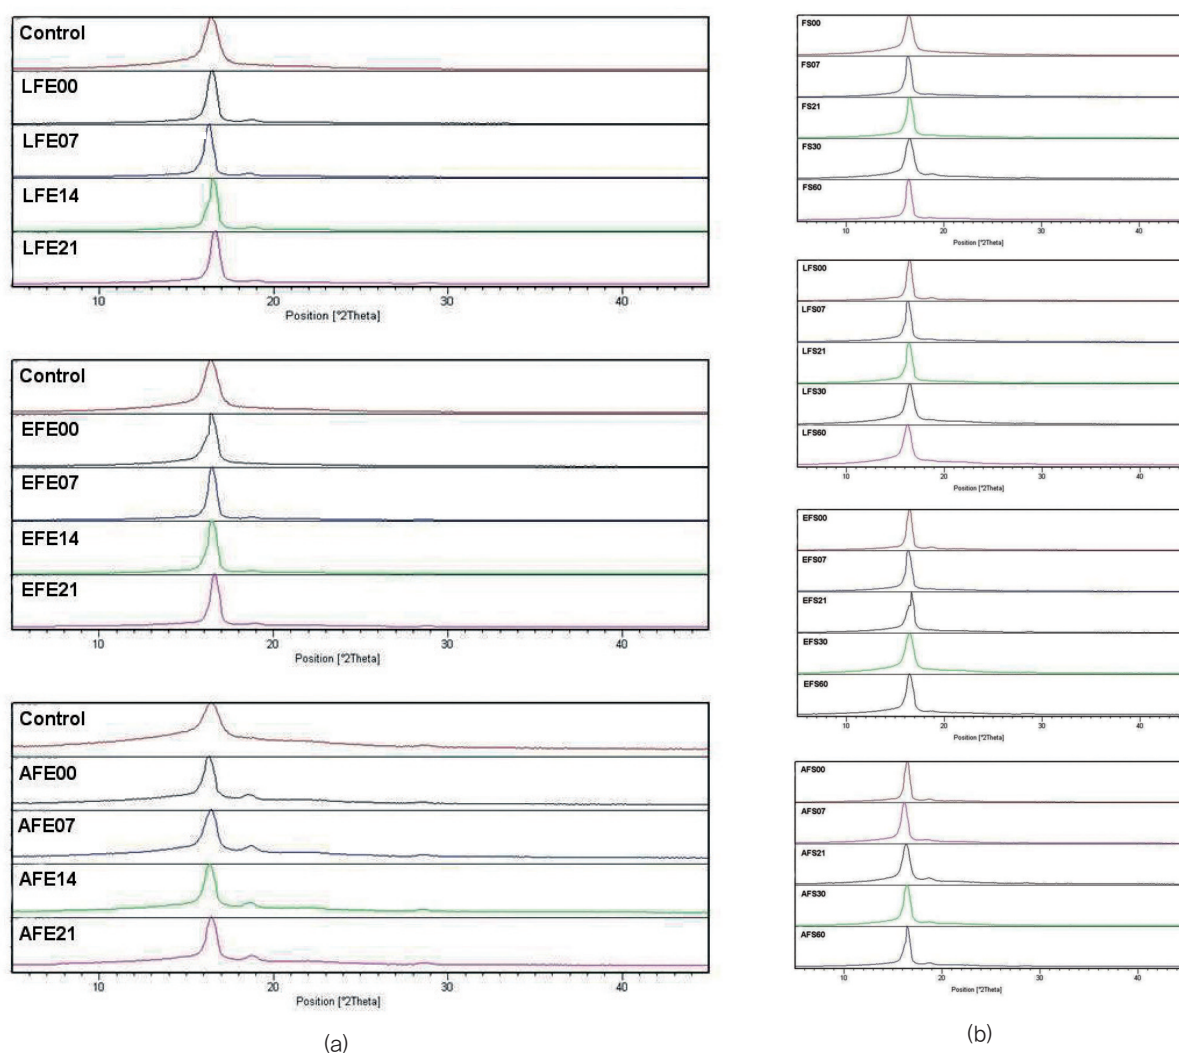 Control
LFE00
LFE07
LFE14
LFE21
10 20 30 40
Position [°2Theta]
Control
EFE00
EFE07
EFE14
EFE21
10 20 30 40
Position [°2Theta]
Control
AFE00
AFE07
AFE14
AFE21
10 20 30 40
Position [°2Theta]
(a)
FS00
FS07
FS21
FS30
FS60
10 20 30 40
Position [°2Theta]
LFS00
LFS07
LFS21
LFS30
LFS60
10 20 30 40
Position [°2Theta]
EFS00
EFS07
EFS21
EFS30
EFS60
10 20 30 40
Position [°2Theta]
AFS00
AFS07
AFS21
AFS30
AFS60
10 20 30 40
Position [°2Theta]
(b)